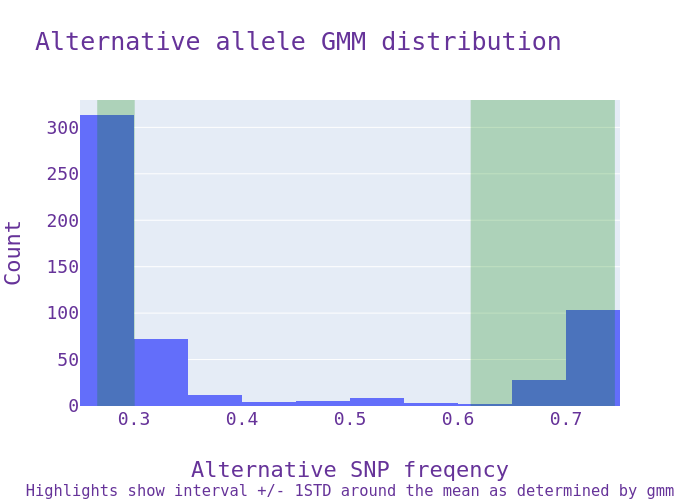 Alternative allele GMM distribution
300
250
200
150
100
50
0
Count
0.3 0.4 0.5 0.6 0.7
Alternative SNP freqency
Highlights show interval +/- 1STD around the mean as determined by gmm